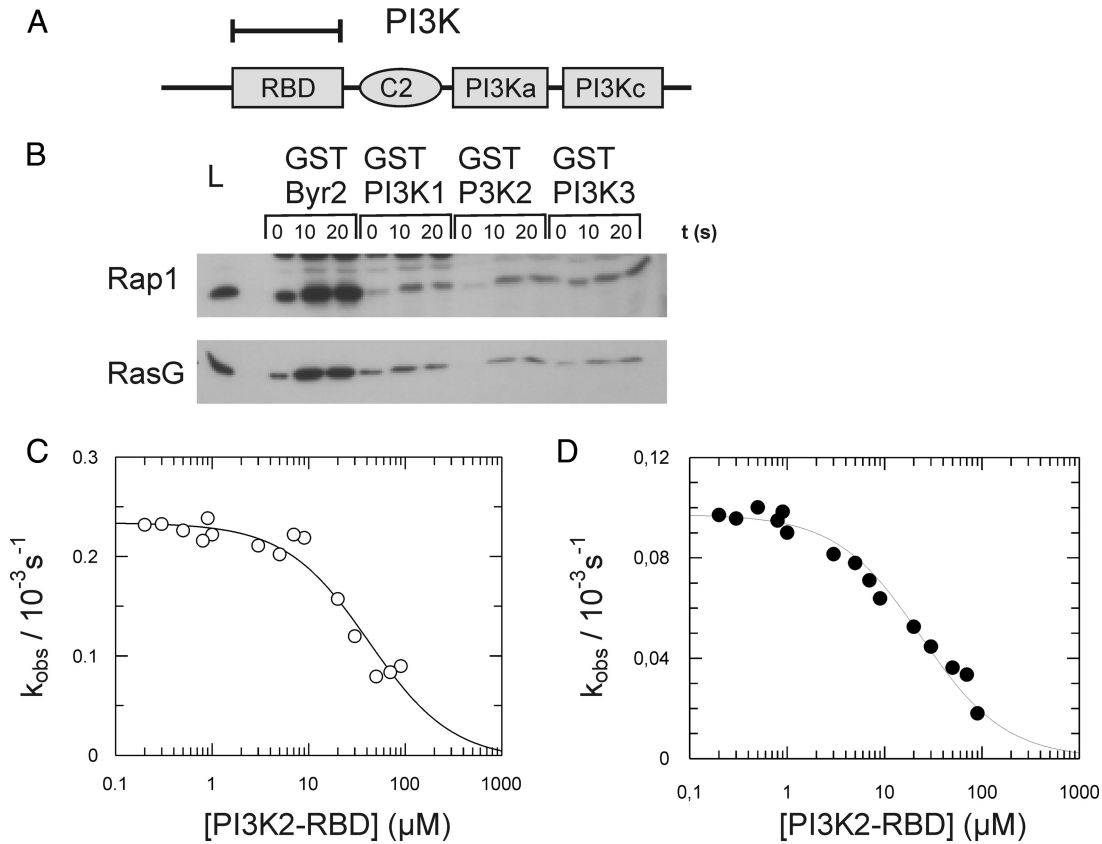 A
PI3K
RBD C2 PI3Ka PI3Kc
B
L
GST GST GST GST
Byr2 PI3K1 P3K2 PI3K3
0 10 20 0 10 20 0 10 20 0 10 20 t (s)
Rap1
RasG
C
0.3
0.2
0.1
0
0.1 1 10 100 1000
kobs / 10-3s-1
[PI3K2-RBD] (µM)
D
0,12
0,08
0,04
0
0,1 1 10 100 1000
kobs / 10-3s-1
[PI3K2-RBD] (µM)